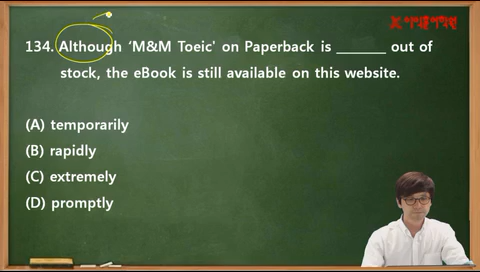 134. Although 'M&M Toeic' on Paperback is _______ out of
stock, the eBook is still available on this website.
(A) temporarily
(B) rapidly
(C) extremely
(D) promptly